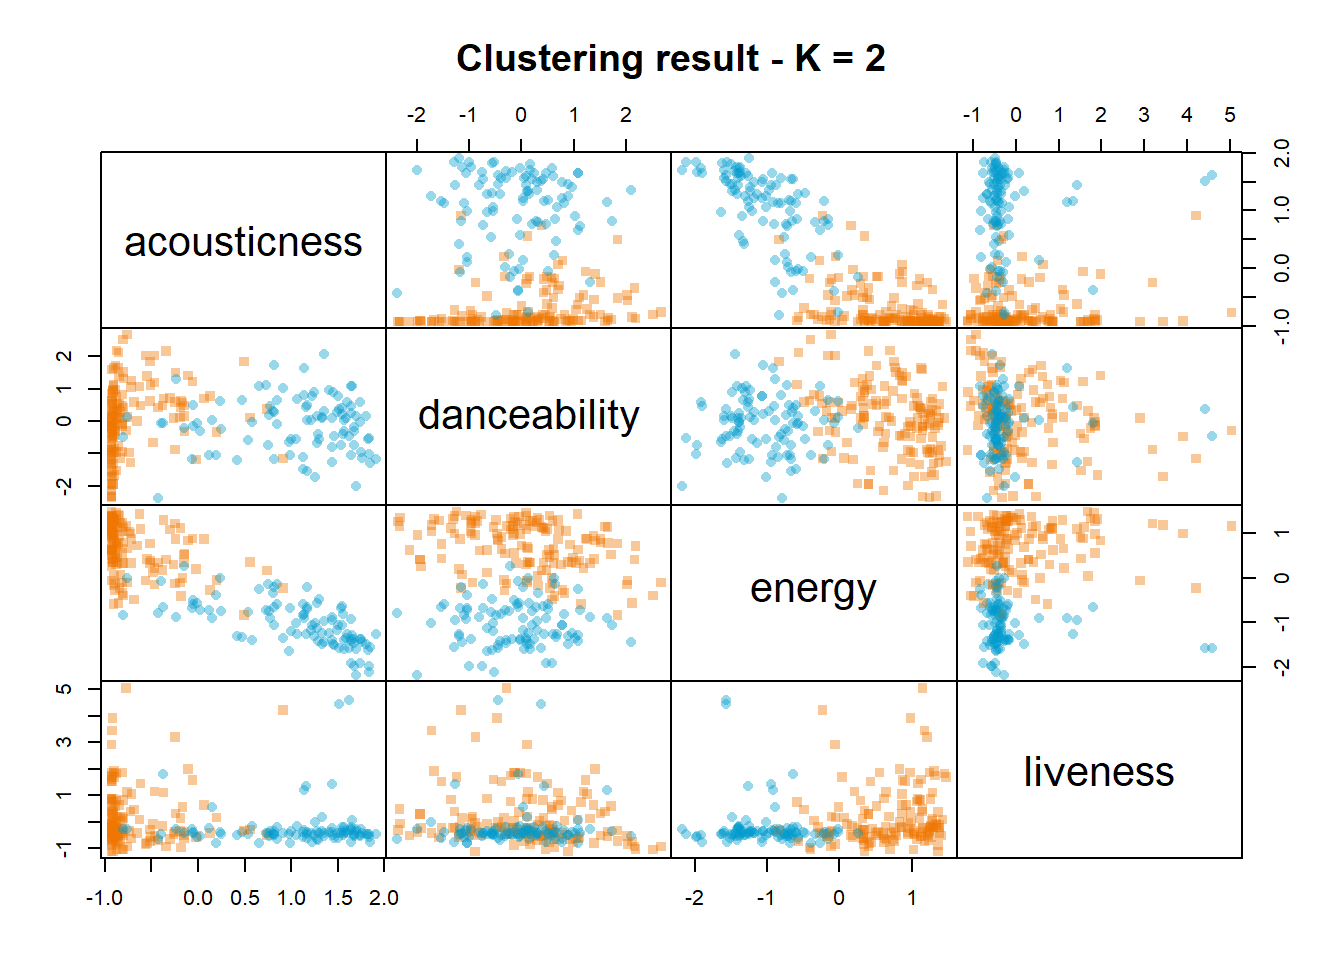 Clustering result - K = 2
-2 -1 0 1 2
-1 0 1 2 3 4 5
acousticness
-1.0 0.0 1.0 2.0
-2 0 1 2
danceability
energy
-2 -1 0 1
-1 1 3 5
liveness
-1.0 0.0 0.5 1.0 1.5 2.0
-2 -1 0 1